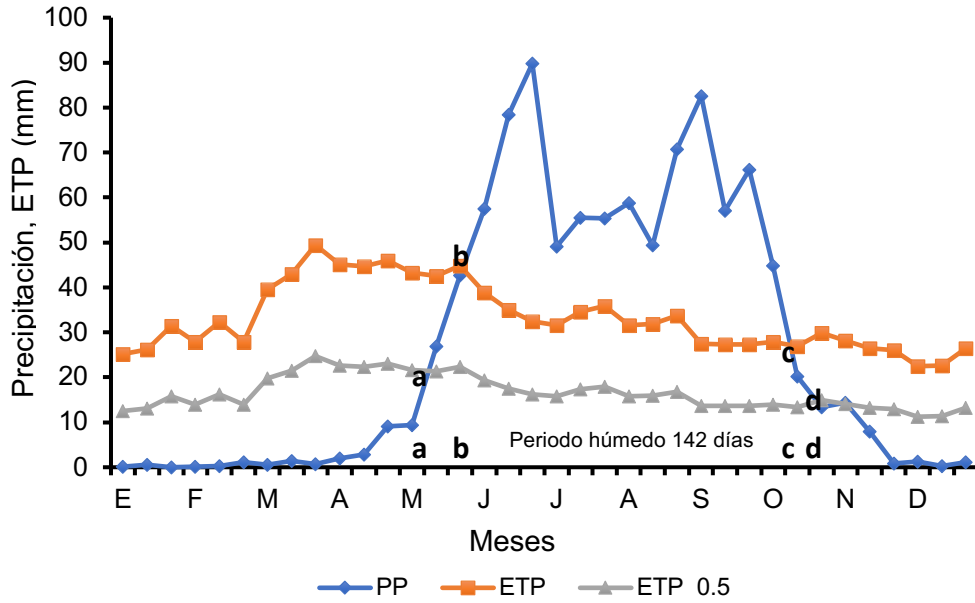 Precipitación, ETP (mm)
100
90
80
70
60
50
40
30
20
10
0
b
a
c
d
a b Periodo húmedo 142 días c d
E F M A M J J A S O N D
Meses
PP ETP ETP 0.5